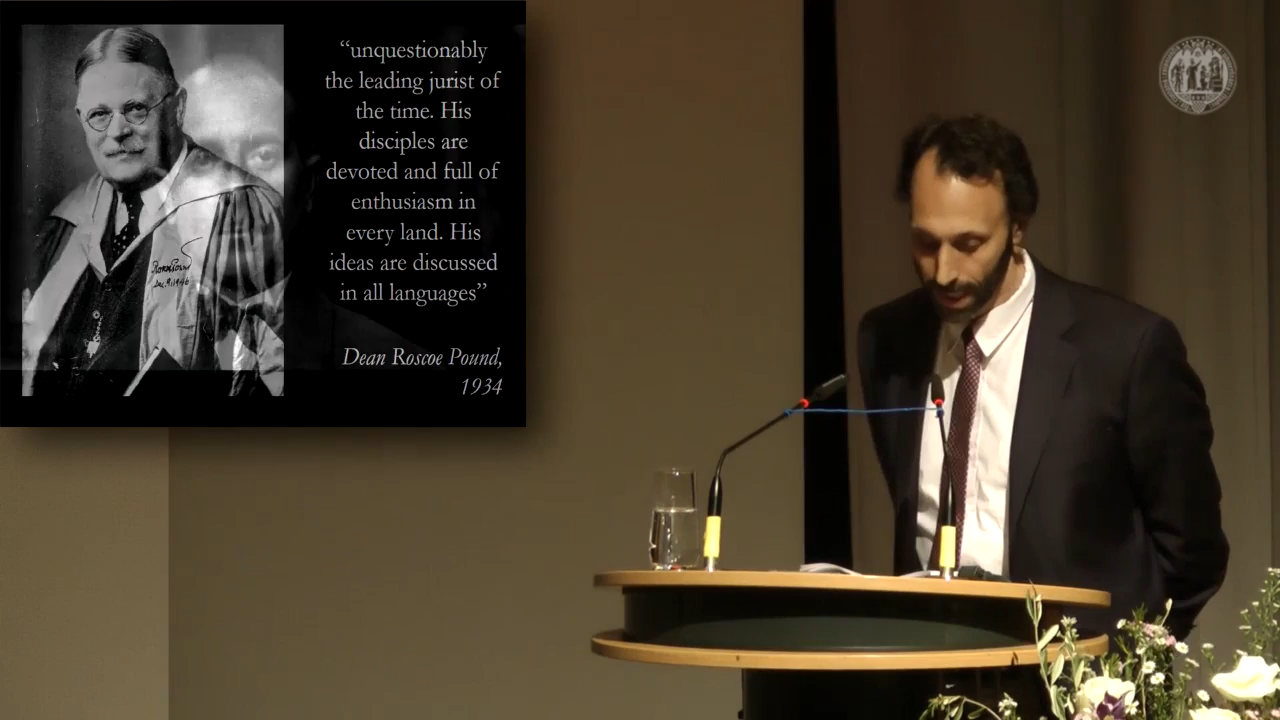 “unquestionably
the leading jurist of
the time. His
disciples are
devoted and full of
enthusiasm in
every land. His
ideas are discussed
in all languages”
Dean Roscoe Pound,
1934